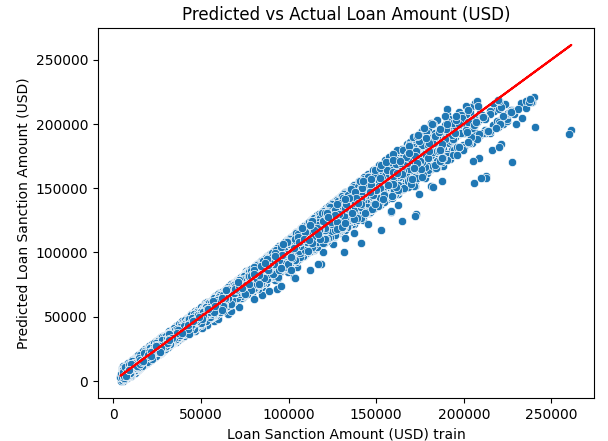 Predicted vs Actual Loan Amount (USD)
Predicted Loan Sanction Amount (USD)
250000
200000
150000
100000
50000
0
0 50000 100000 150000 200000 250000
Loan Sanction Amount (USD) train